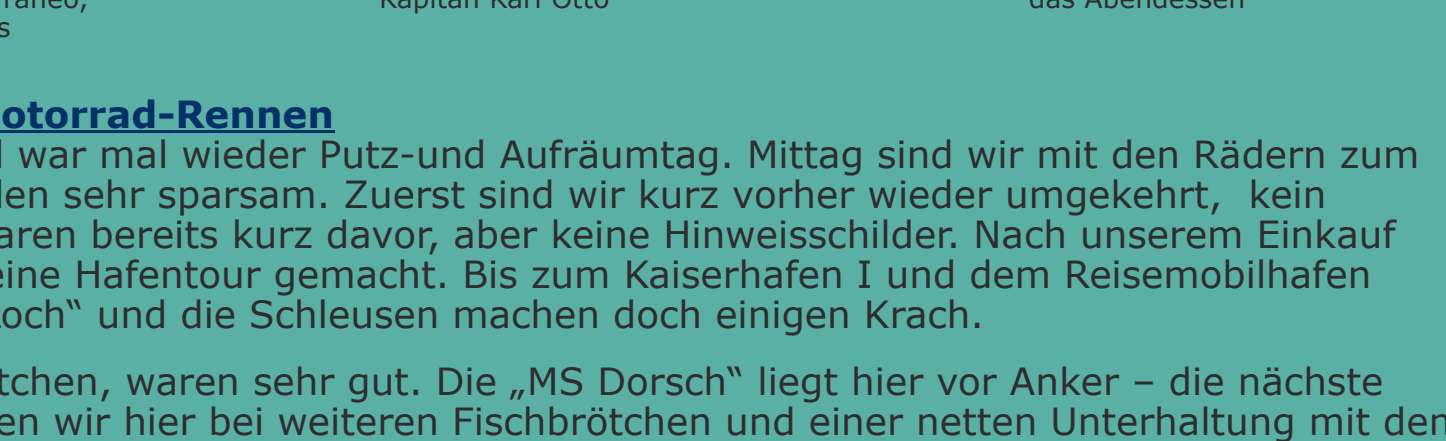 Kapitän Karl Otto das Abendessen
s
otorrad-Rennen
war mal wieder Putz-und Aufräumtag. Mittag sind wir mit den Rädern zum
en sehr sparsam. Zuerst sind wir kurz vorher wieder umgekehrt, kein
aren bereits kurz davor, aber keine Hinweisschilder. Nach unserem Einkauf
eine Hafentour gemacht. Bis zum Kaiserhafen I und dem Reisemobilhafen
och“ und die Schleusen machen doch einigen Krach.
tchen, waren sehr gut. Die „MS Dorsch“ liegt hier vor Anker – die nächste
en wir hier bei weiteren Fischbrötchen und einer netten Unterhaltung mit